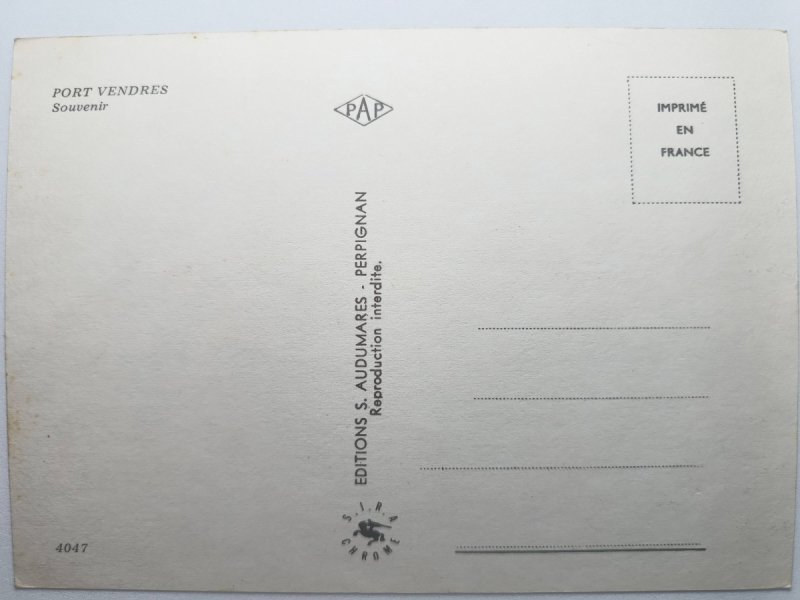 PORT VENDRES
Souvenir
PAP
IMPRIMÉ
EN
FRANCE
EDITIONS S. AUDUMARES - PERPIGNAN
Reproduction interdite.
S.I.R.A
CHROME
4047